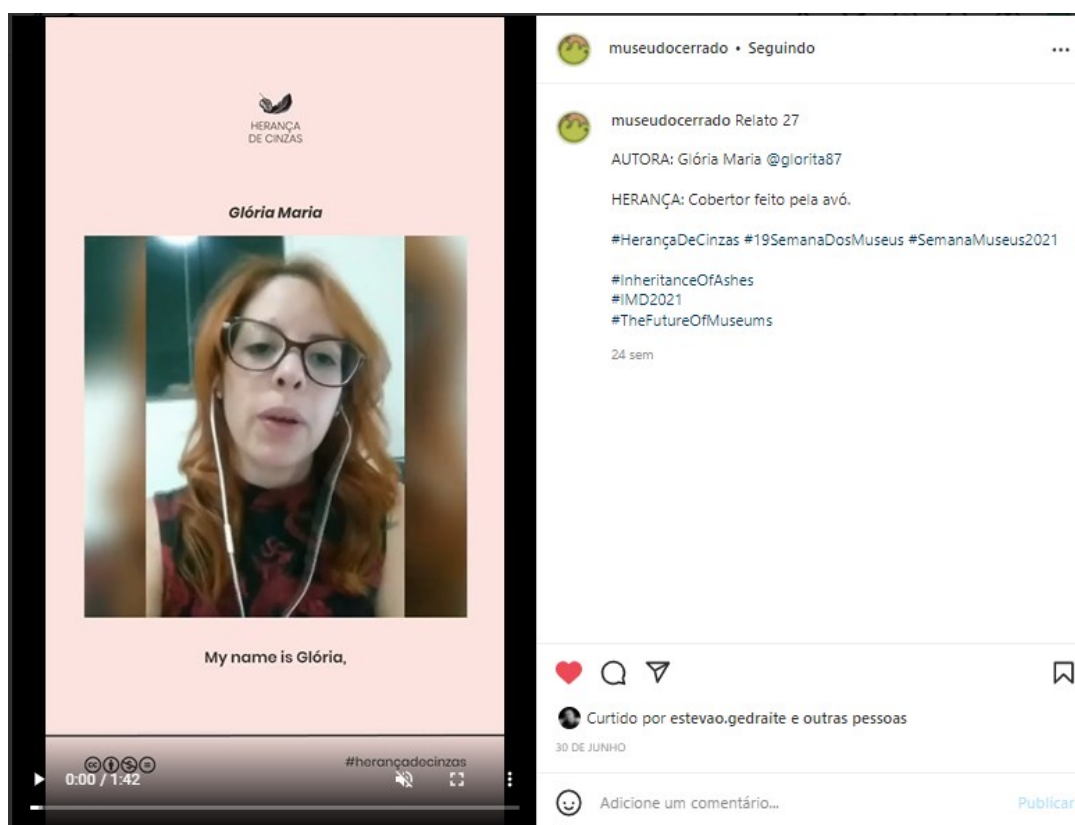 HERANÇA
DE CINZAS
Glória Maria
My name is Glória,
#herançadecinzas
0:00 / 1:42
museudocerrado • Seguindo
museudocerrado Relato 27
AUTORA: Glória Maria @glorita87
HERANÇA: Cobertor feito pela avó.
#HerançaDeCinzas #19SemanaDosMuseus #SemanaMuseus2021
#InheritanceOfAshes
#IMD2021
#TheFutureOfMuseums
24 sem
Curtido por estevao.gedraite e outras pessoas
30 DE JUNHO
Adicione um comentário...
Publicar